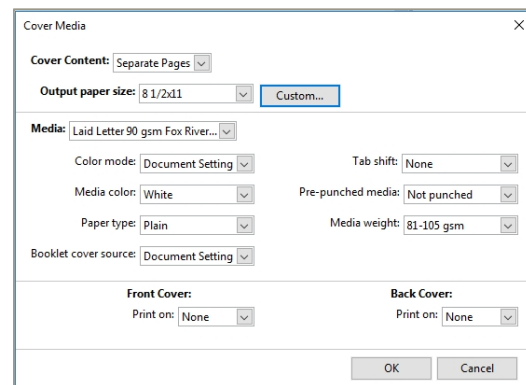 Cover Media
Cover Content: Separate Pages
Output paper size: 8 1/2x11 Custom...
Media: Laid Letter 90 gsm Fox River...
Color mode: Document Setting Tab shift: None
Media color: White Pre-punched media: Not punched
Paper type: Plain Media weight: 81-105 gsm
Booklet cover source: Document Setting
Front Cover: Back Cover:
Print on: None Print on: None
OK Cancel